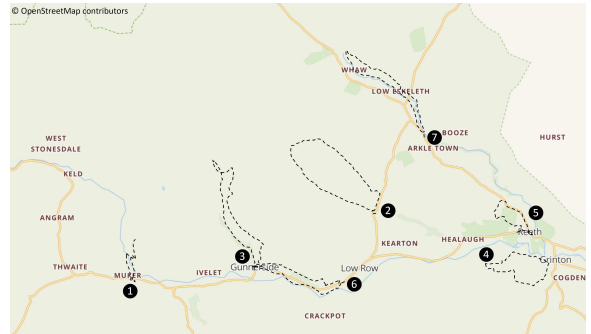 © OpenStreetMap contributors
WHAW
LOW ESKELETH
7
BOOZE
ARKLE TOWN
HURST
WEST
STONESDALE
KELD
ANGRAM
2
5
Reeth
KEARTON
HEALAUGH
4
Grinton
COGDEN
3
Gunnerside
THWAITE
MUKER
IVELET
Low Row
1
6
CRACKPOT